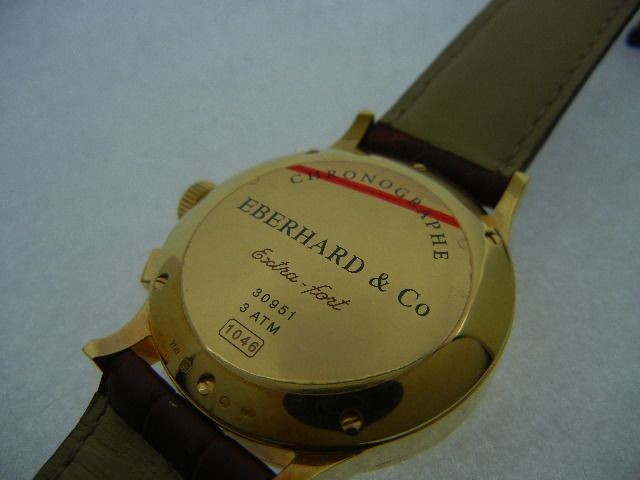 CHRONOGRAPHE
EBERHARD & Co
Extra-fort
30951
3 ATM
1046